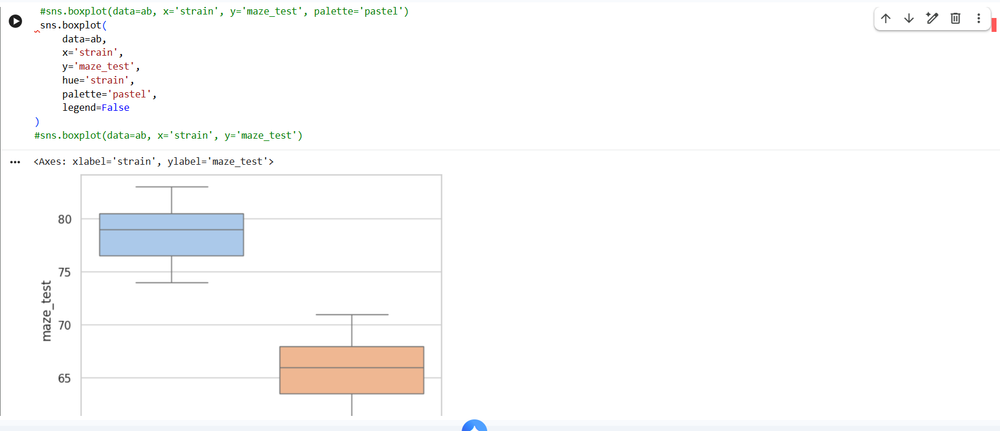 #sns.boxplot(data=ab, x='strain', y='maze_test', palette='pastel')
sns.boxplot(
data=ab,
x='strain',
y='maze_test',
hue='strain',
palette='pastel',
legend=False
)
#sns.boxplot(data=ab, x='strain', y='maze_test')
<Axes: xlabel='strain', ylabel='maze_test'>
80
75
70
65
maze_test